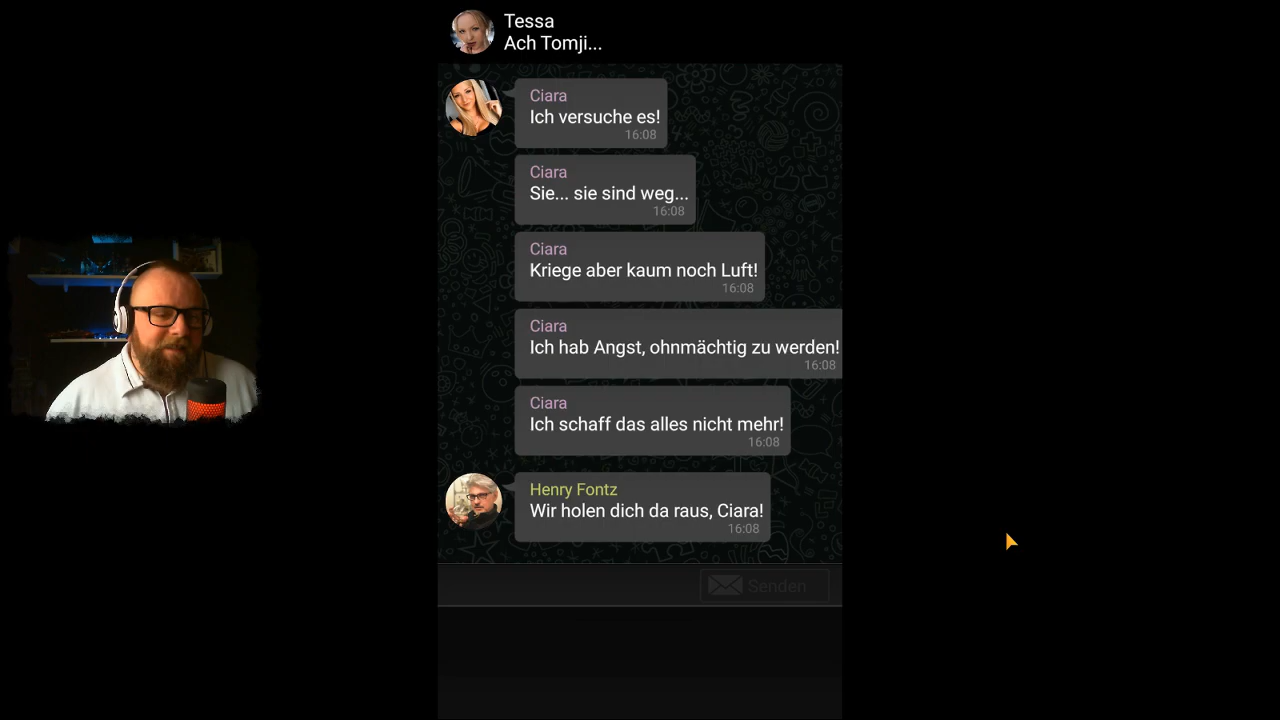 Tessa
Ach Tomji...
Ciara
Ich versuche es!
16:08
Ciara
Sie... sie sind weg...
16:08
Ciara
Kriege aber kaum noch Luft!
16:08
Ciara
Ich hab Angst, ohnmächtig zu werden!
16:08
Ciara
Ich schaff das alles nicht mehr!
16:08
Henry Fontz
Wir holen dich da raus, Ciara!
16:08
Senden